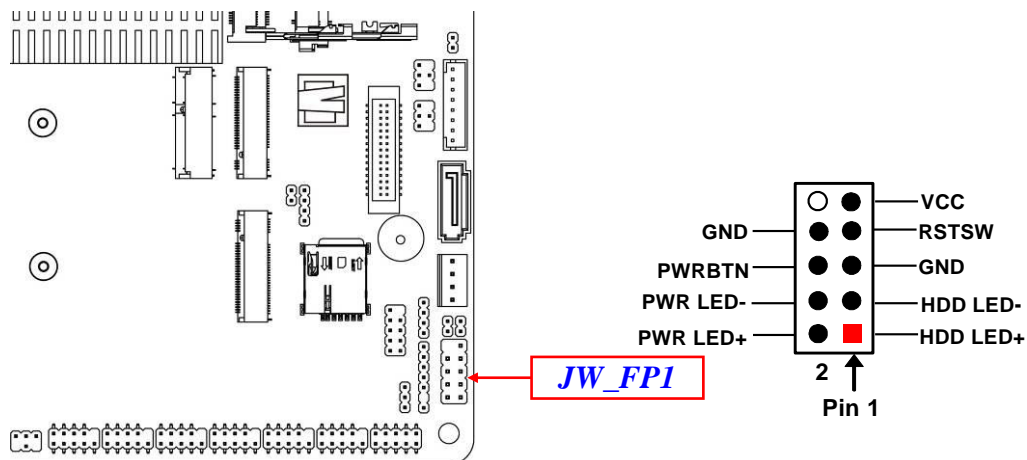 JW_FP1
VCC
GND RSTSW
PWRBTN GND
PWR LED- HDD LED-
PWR LED+ HDD LED+
2
Pin 1